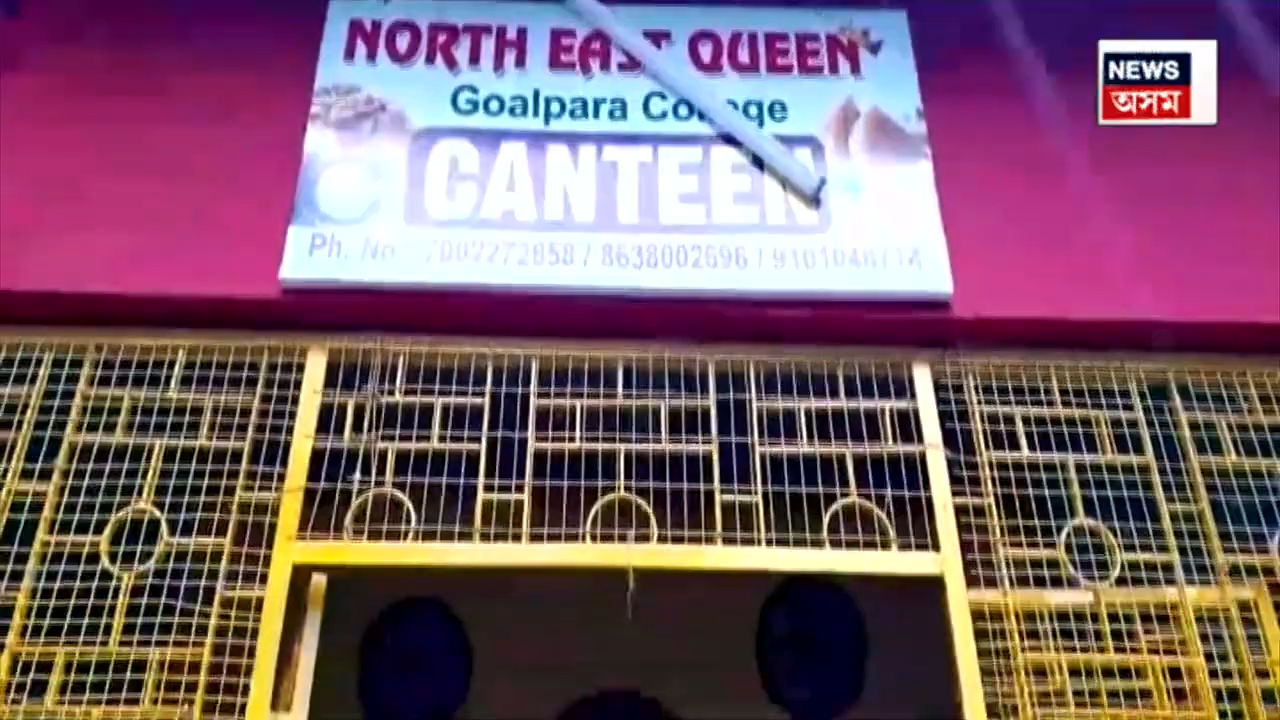 NORTH EAST QUEEN
Goalpara College
CANTEEN
Ph. No 7002272858 / 8638002696 /
NEWS
অসম